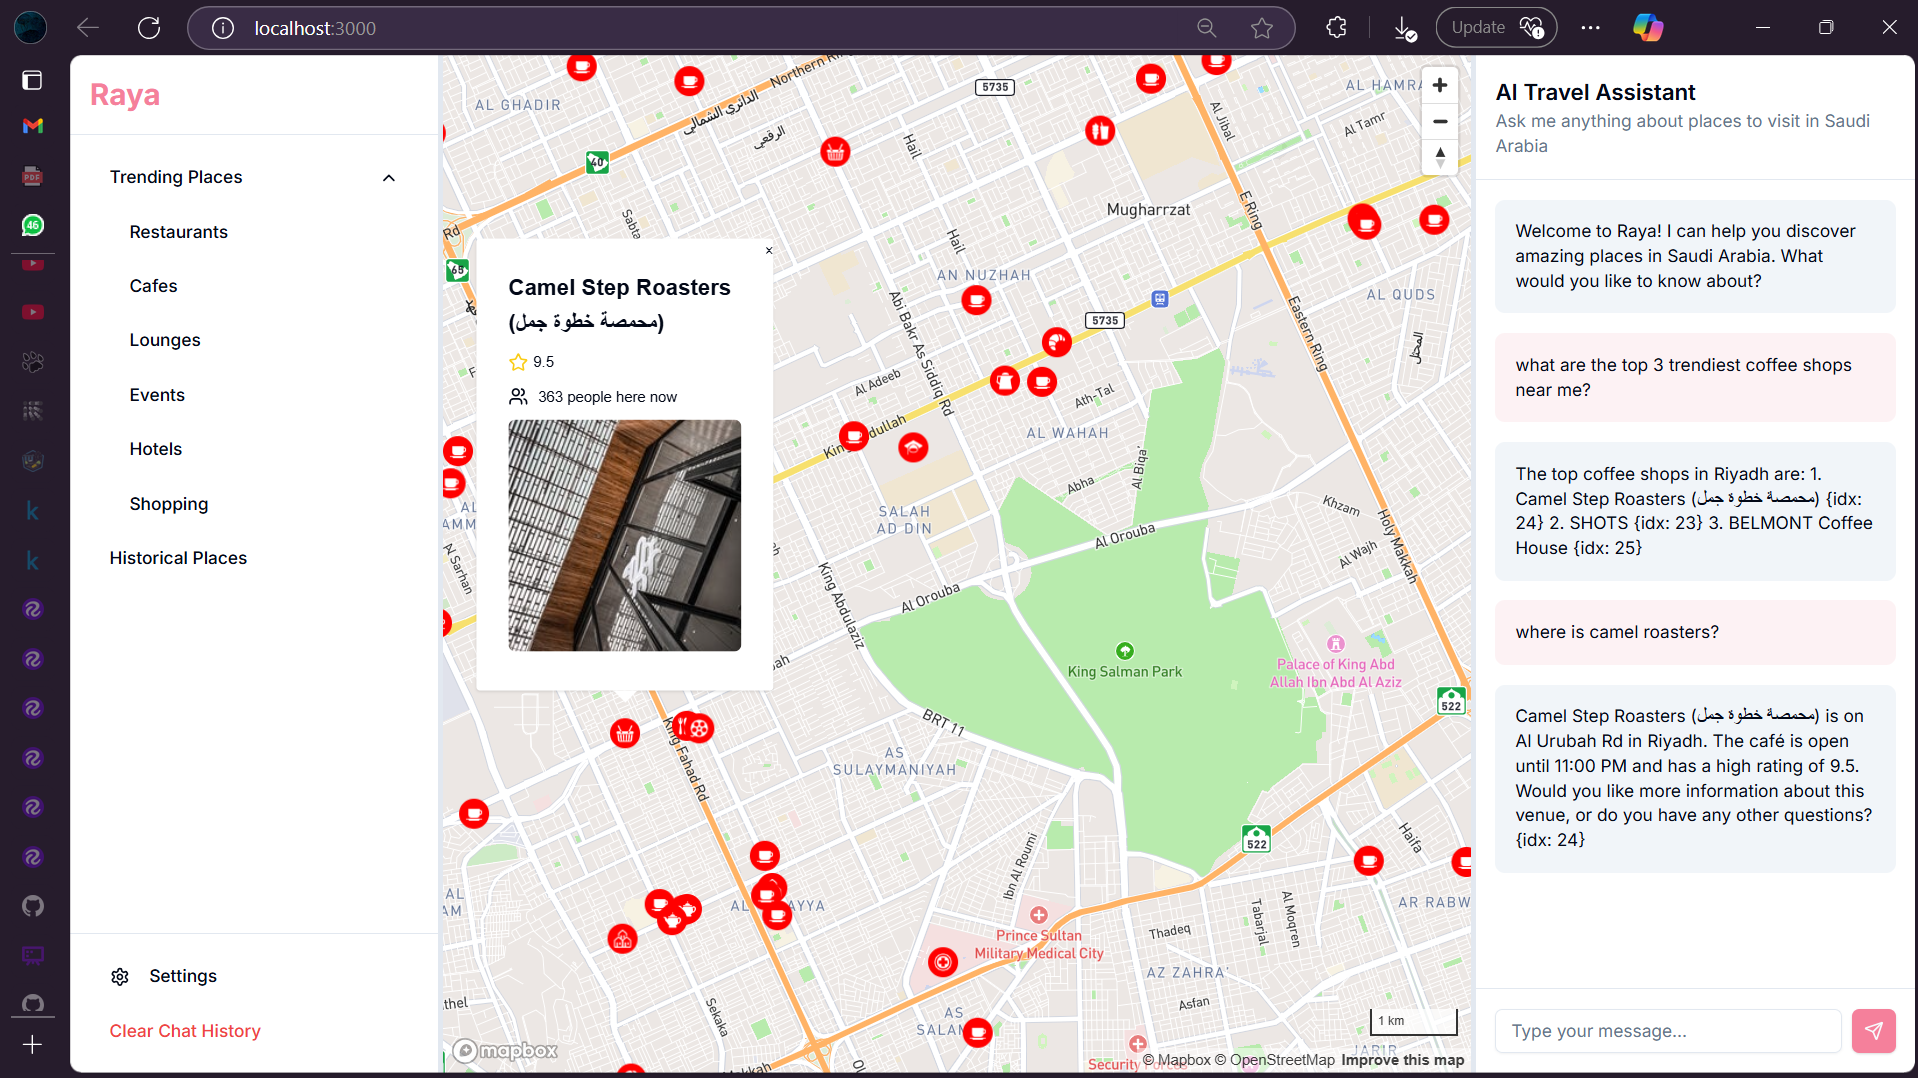 localhost:3000
Update
46
Raya
Trending Places
Restaurants
Cafes
Lounges
Events
Hotels
Shopping
Historical Places
Settings
Clear Chat History
AL GHADIR
Northern
الدائري الشمالي
الرفعي
5735
AL HAMRA
Al Tamr
Al Jibal
40
Hail
Mugharrzat
E Ring
Rd
Sabta
65
Hail
AN NUZHAH
AL QUDS
Eastern Ring
Abi Bakr As Siddiq Rd
5735
Al Adeeb
Ath-Tal
AL WAHAH
Al Biqa'
King Abdullah
Abha
SALAH
AD DIN
Al Orouba
Khzam
Al Wajh
Holy Makkah
Al Sarhan
King Abdulaziz
Al Orouba
King Salman Park
Palace of King Abd
Allah Ibn Abd Al Aziz
522
BRT 11
King Fahad Rd
AS
SULAYMANIYAH
522
Haifa
Ibn Al Roumi
Tabarjal
Al Moqren
AR RABW
Prince Sultan
Military Medical City
Thadeq
AZ ZAHRA'
Asfan
Sekaka
AS
JARIR
1 km
mapbox
© Mapbox © OpenStreetMap Improve this map
Camel Step Roasters
(محمصة خطوة جمل)
9.5
363 people here now
AI Travel Assistant
Ask me anything about places to visit in Saudi
Arabia
Welcome to Raya! I can help you discover
amazing places in Saudi Arabia. What
would you like to know about?
what are the top 3 trendiest coffee shops
near me?
The top coffee shops in Riyadh are: 1.
Camel Step Roasters (محمصة خطوة جمل) {idx:
24} 2. SHOTS {idx: 23} 3. BELMONT Coffee
House {idx: 25}
where is camel roasters?
Camel Step Roasters (محمصة خطوة جمل) is on
Al Urubah Rd in Riyadh. The café is open
until 11:00 PM and has a high rating of 9.5.
Would you like more information about this
venue, or do you have any other questions?
{idx: 24}
Type your message...